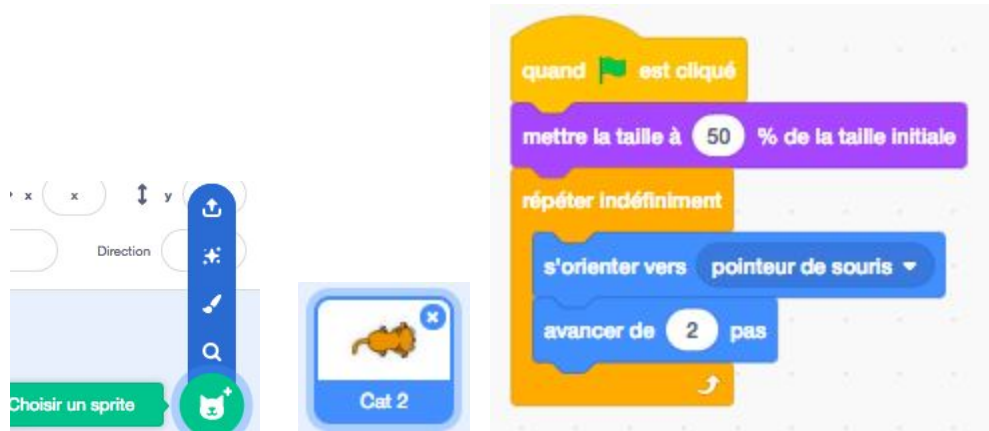 x x y
Direction
Choisir un sprite
Cat 2
quand est cliqué
mettre la taille à 50 % de la taille initiale
répéter indéfiniment
s'orienter vers pointeur de souris
avancer de 2 pas